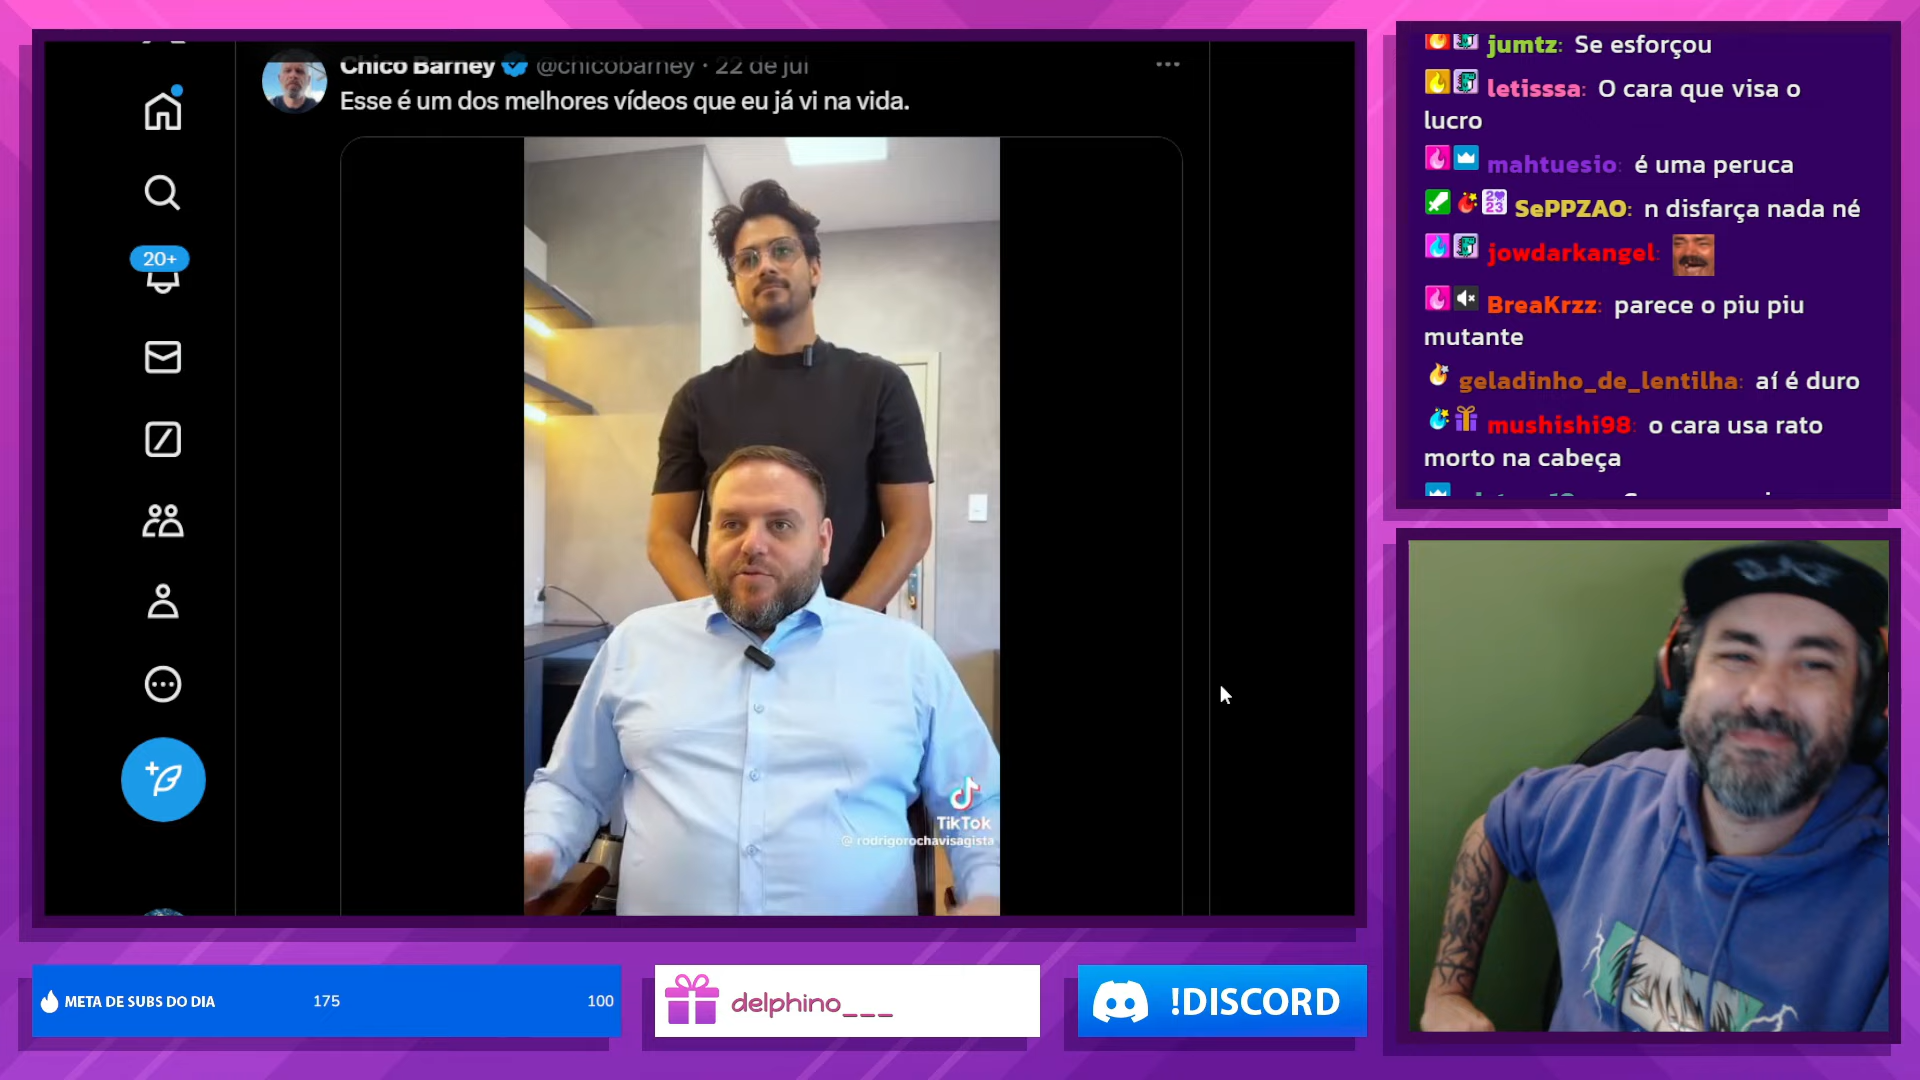 Chico Barney @chicobarney · 22 de jul
Esse é um dos melhores vídeos que eu já vi na vida.
20+
TikTok
@rodrigorochavisagista
jumtz: Se esforçou
letisssa: O cara que visa o
lucro
mahtuesio: é uma peruca
SePPZAO: n disfarça nada né
jowdarkangel:
BreaKrzz: parece o piu piu
mutante
geladinho_de_lentilha: aí é duro
mushishi98: o cara usa rato
morto na cabeça
META DE SUBS DO DIA 175 100
delphino___
!DISCORD